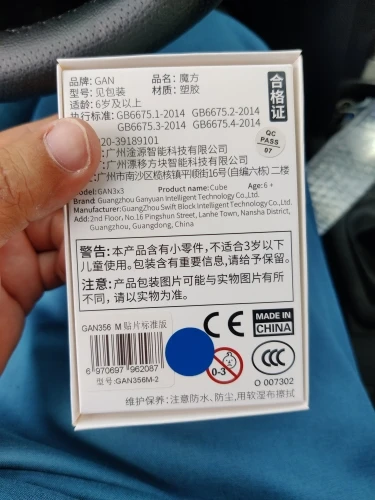 品牌: GAN 品名: 魔方
型号: 见包装 材质: 塑胶
适龄: 6岁及以上
合格证
执行标准: GB6675.1-2014 GB6675.2-2014
GB6675.3-2014 GB6675.4-2014
020-39189101
QC
PASS
07
广州淦源智能科技有限公司
广州漂移方块智能科技有限公司
广州市南沙区榄核镇平顺街16号(自编六栋) 二楼
Model:GAN3x3 Product name: Cube Age: 6 +
Brand: Guangzhou Ganyuan Intelligent Technology Co.,Ltd.
Manufacturer:GuangZhou Swift Block Intelligent Technology Co.,Ltd.
Add:2nd Floor, No.16 Pingshun Street, Lanhe Town, Nansha District,
Guangzhou, Guangdong, China
警告: 本产品含有小零件,不适合3岁以下
儿童使用。包装含有重要信息,请给予保留。
注意: 产品包装图片可能与实物图片有所
不同,请以实物为准。
GAN356 M 贴片标准版
6 970697 962087
型号:GAN356M-2
CE
MADE IN
CHINA
0-3
CCC
O 007302
维护保养: 注意防水、防尘,用软湿布擦拭